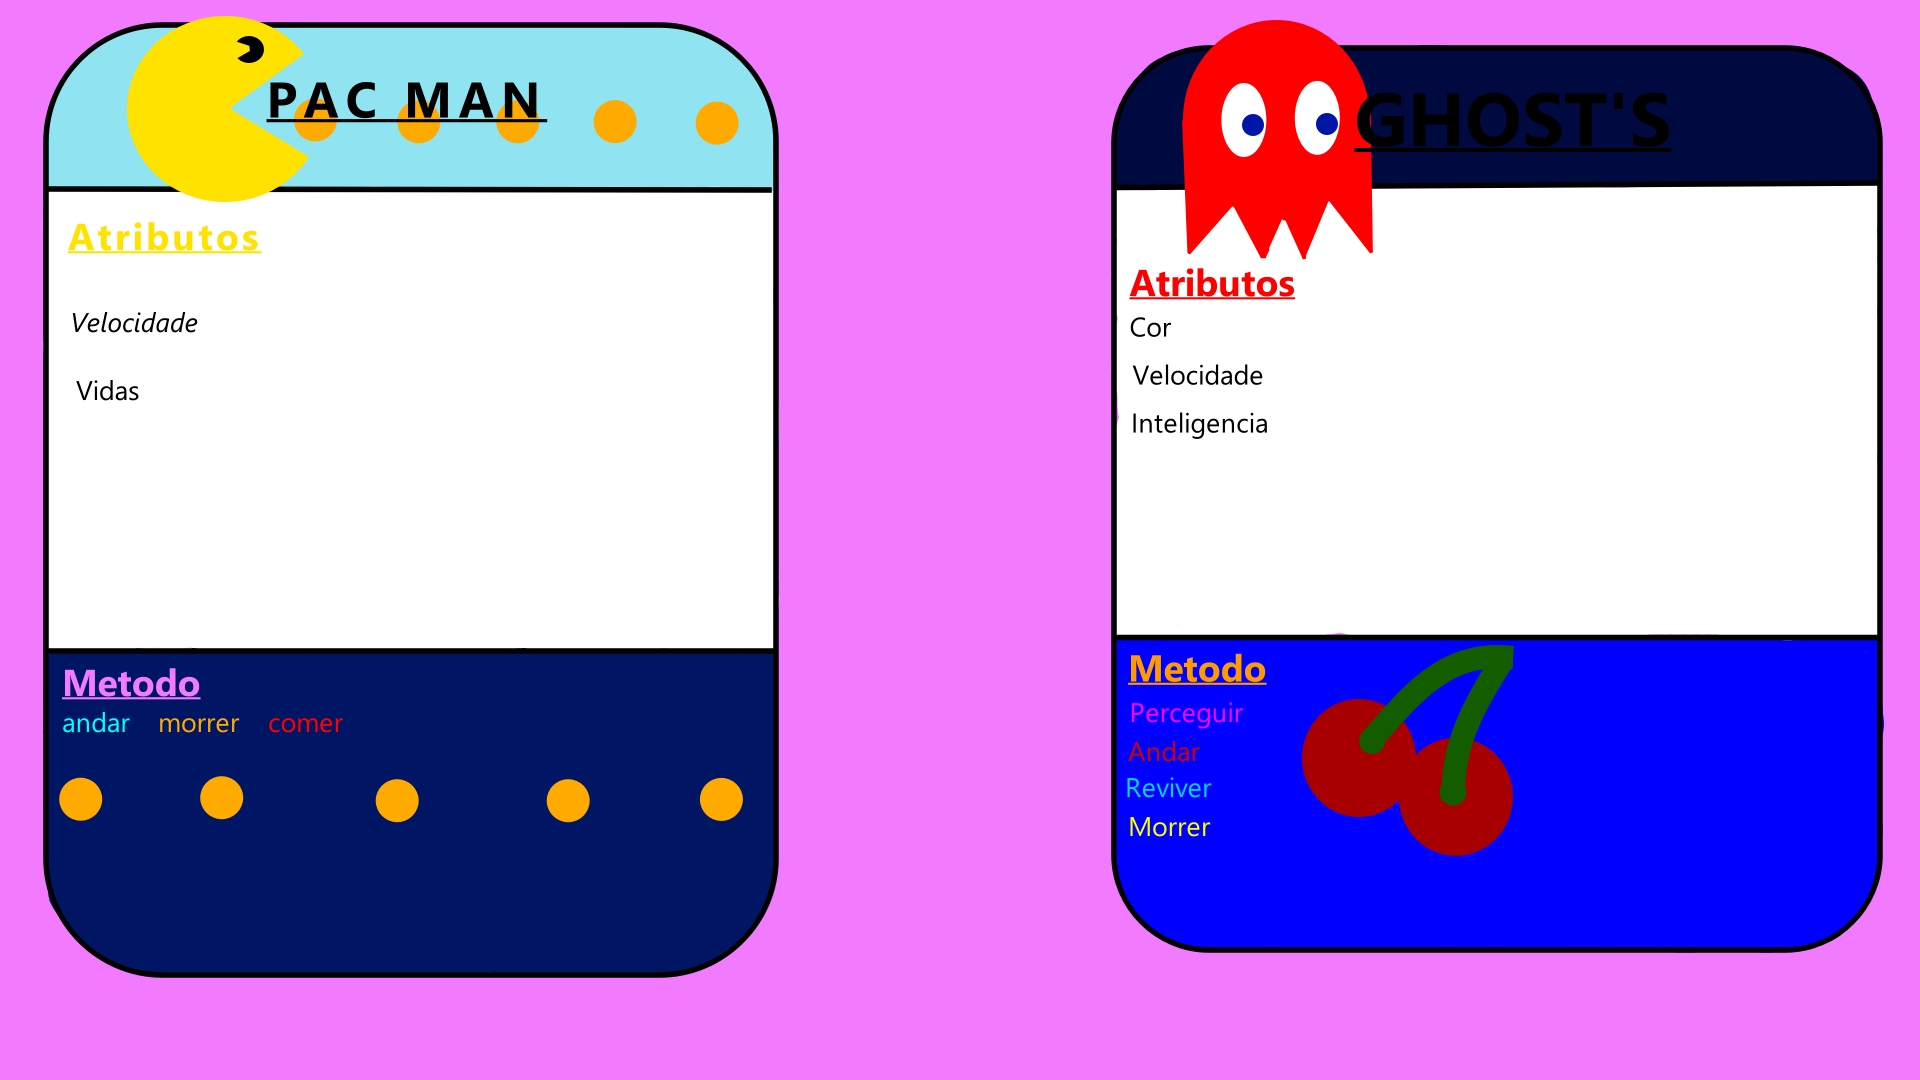 PAC MAN
Atributos
Velocidade
Vidas
Metodo
andar morrer comer
GHOST'S
Atributos
Cor
Velocidade
Inteligencia
Metodo
Perceguir
Andar
Reviver
Morrer